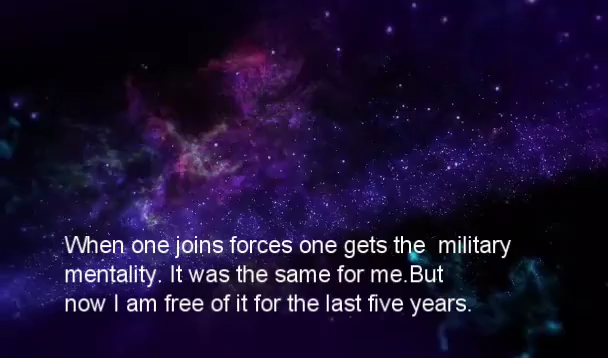 When one joins forces one gets the  military
mentality. It was the same for me.But
now I am free of it for the last five years.